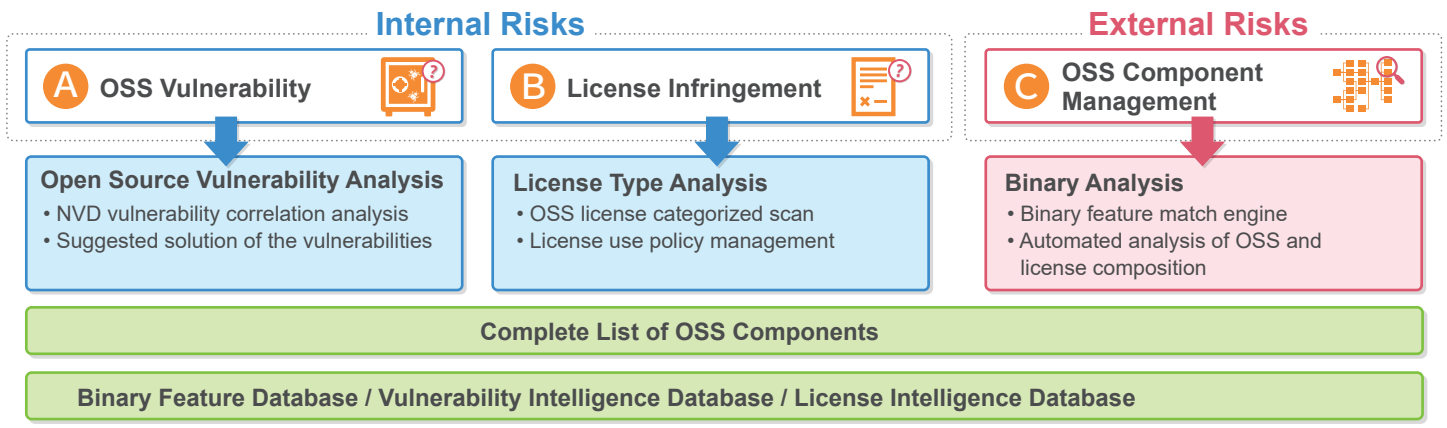 Internal Risks
External Risks
A OSS Vulnerability ?
B License Infringement ?
C OSS Component
Management
Open Source Vulnerability Analysis
• NVD vulnerability correlation analysis
• Suggested solution of the vulnerabilities
License Type Analysis
• OSS license categorized scan
• License use policy management
Binary Analysis
• Binary feature match engine
• Automated analysis of OSS and
license composition
Complete List of OSS Components
Binary Feature Database / Vulnerability Intelligence Database / License Intelligence Database